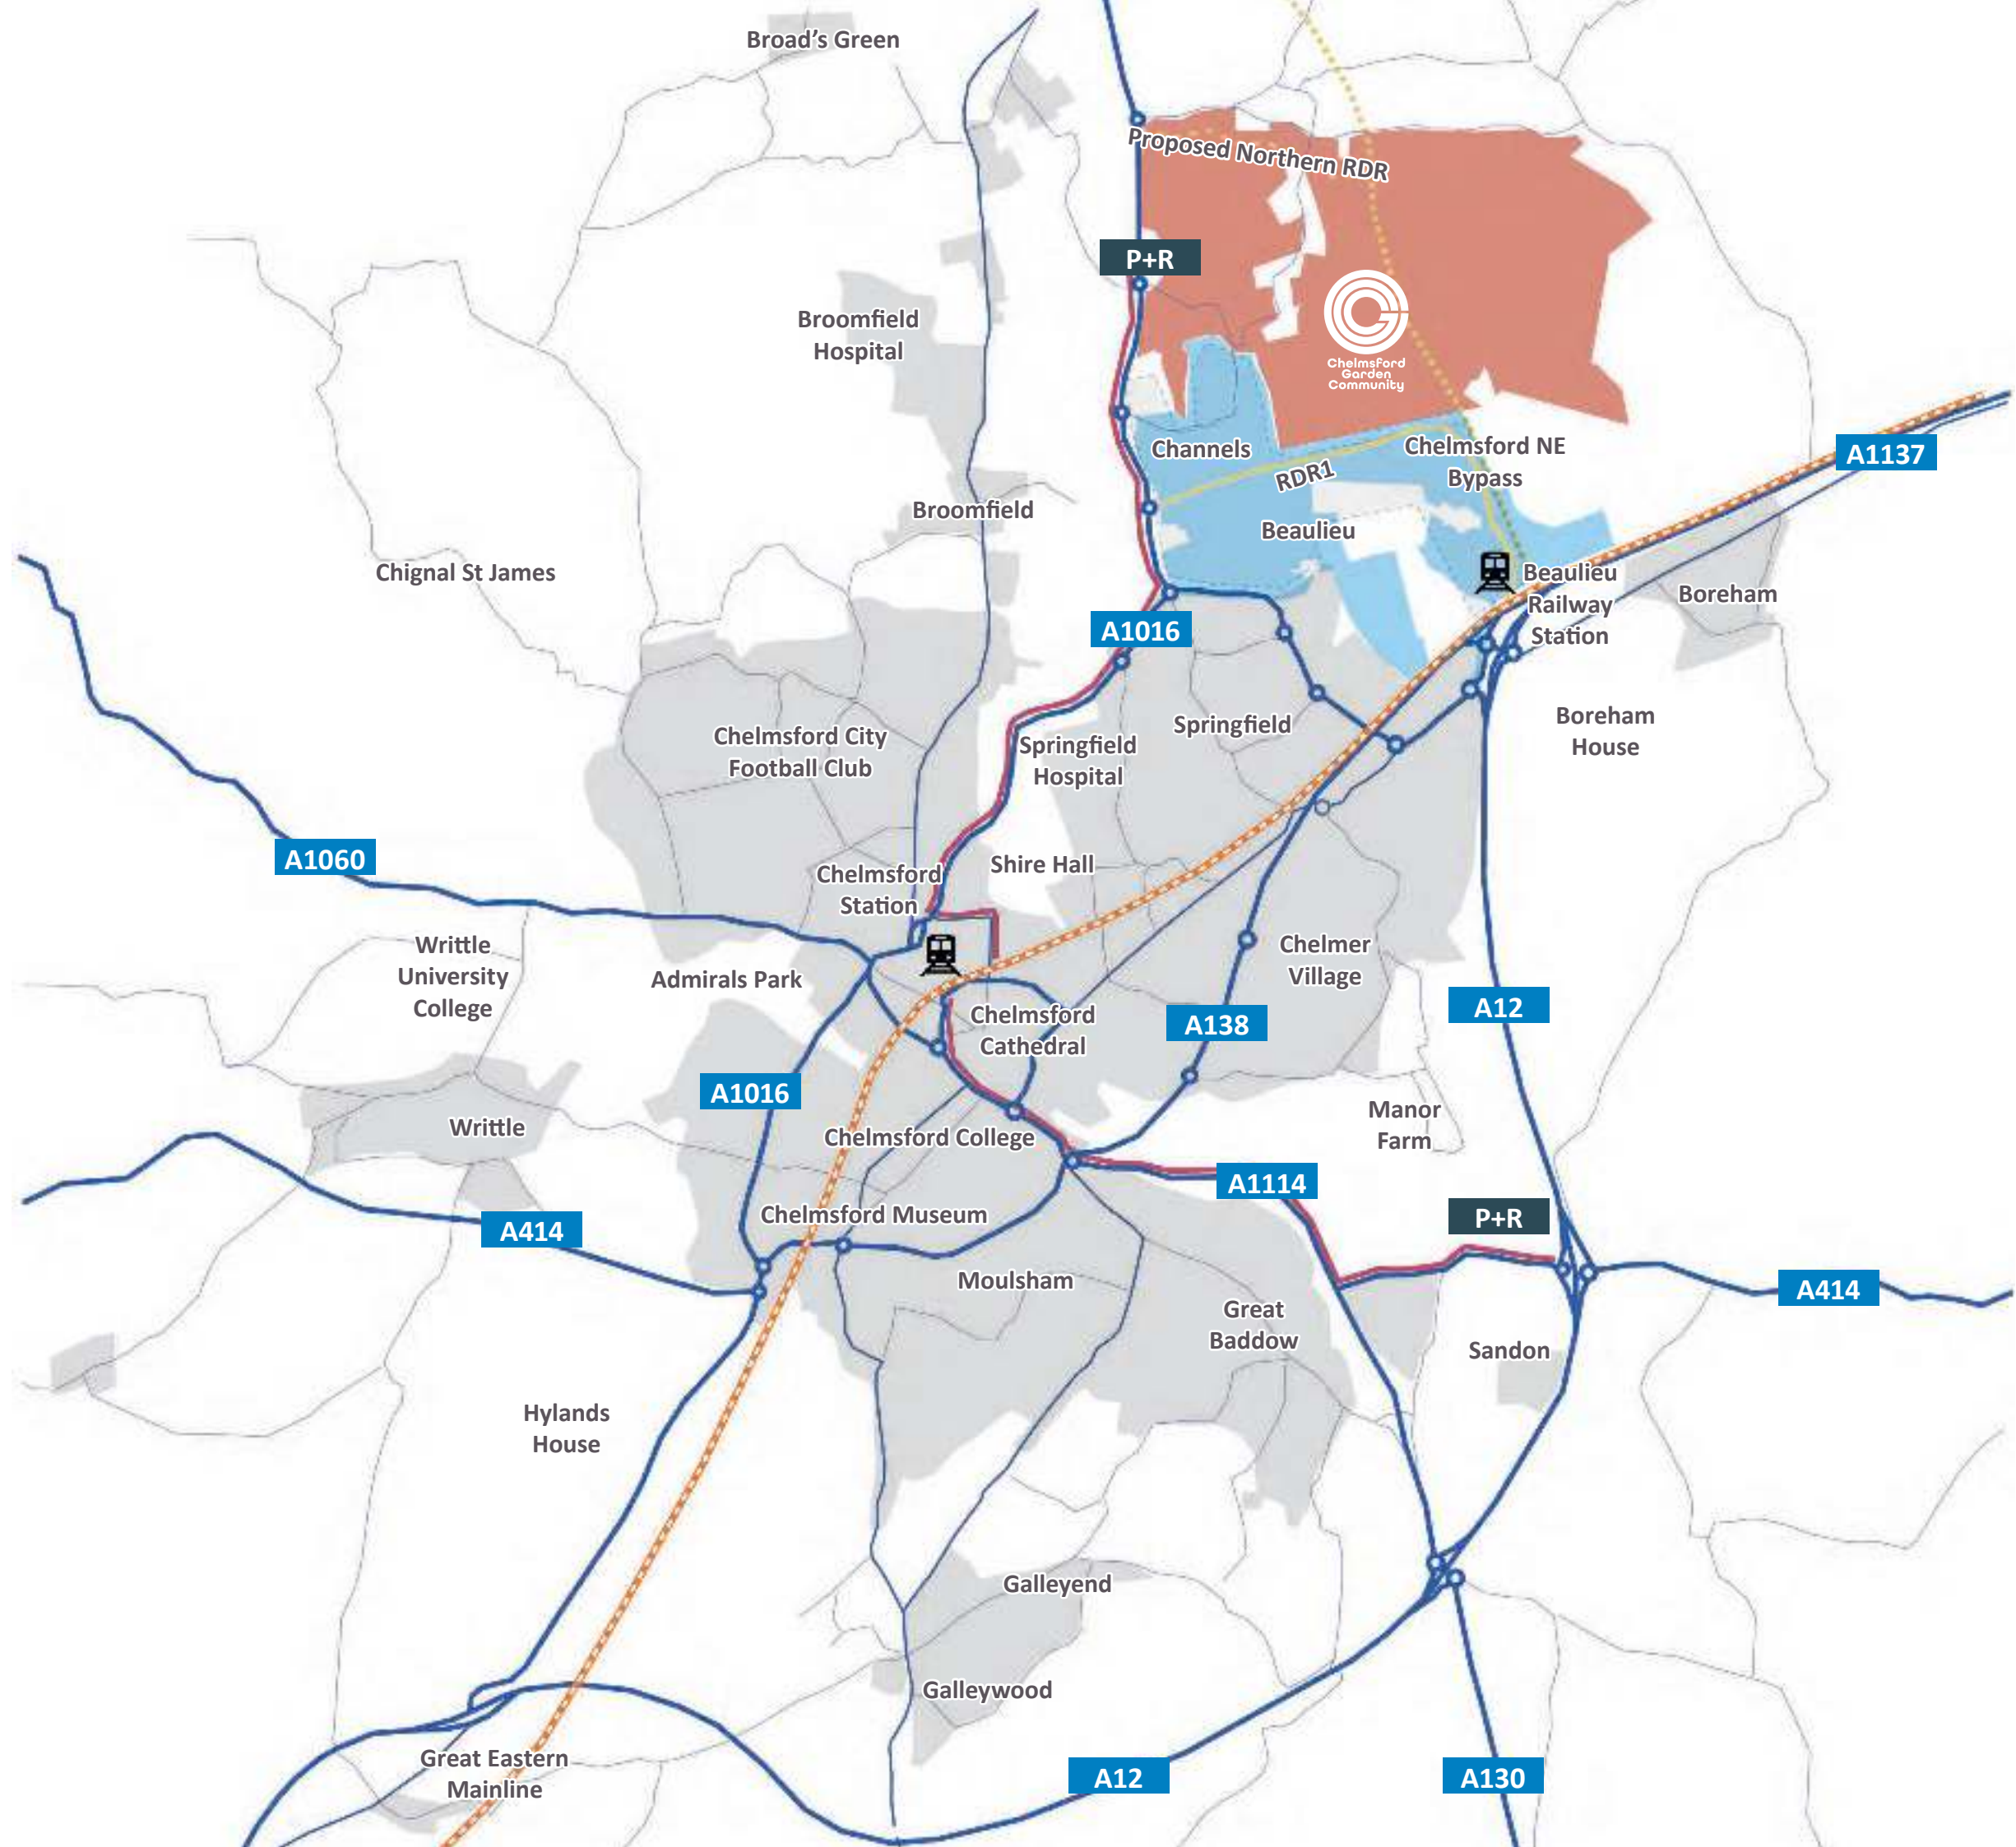 Broad's Green
Proposed Northern RDR
P+R
Broomfield
Hospital
Chelmsford
Garden
Community
Channels
RDR1
Chelmsford NE
Bypass
A1137
Broomfield
Beaulieu
Chignal St James
Beaulieu
Railway
Station
Boreham
A1016
Chelmsford City
Football Club
Springfield
Hospital
Springfield
Boreham
House
A1060
Chelmsford
Station
Shire Hall
Writtle
University
College
Admirals Park
Chelmer
Village
A12
Chelmsford
Cathedral
A138
A1016
Writtle
Chelmsford College
Manor
Farm
A1114
Chelmsford Museum
P+R
A414
Moulsham
A414
Great
Baddow
Sandon
Hylands
House
Galleyend
Galleywood
Great Eastern
Mainline
A12
A130